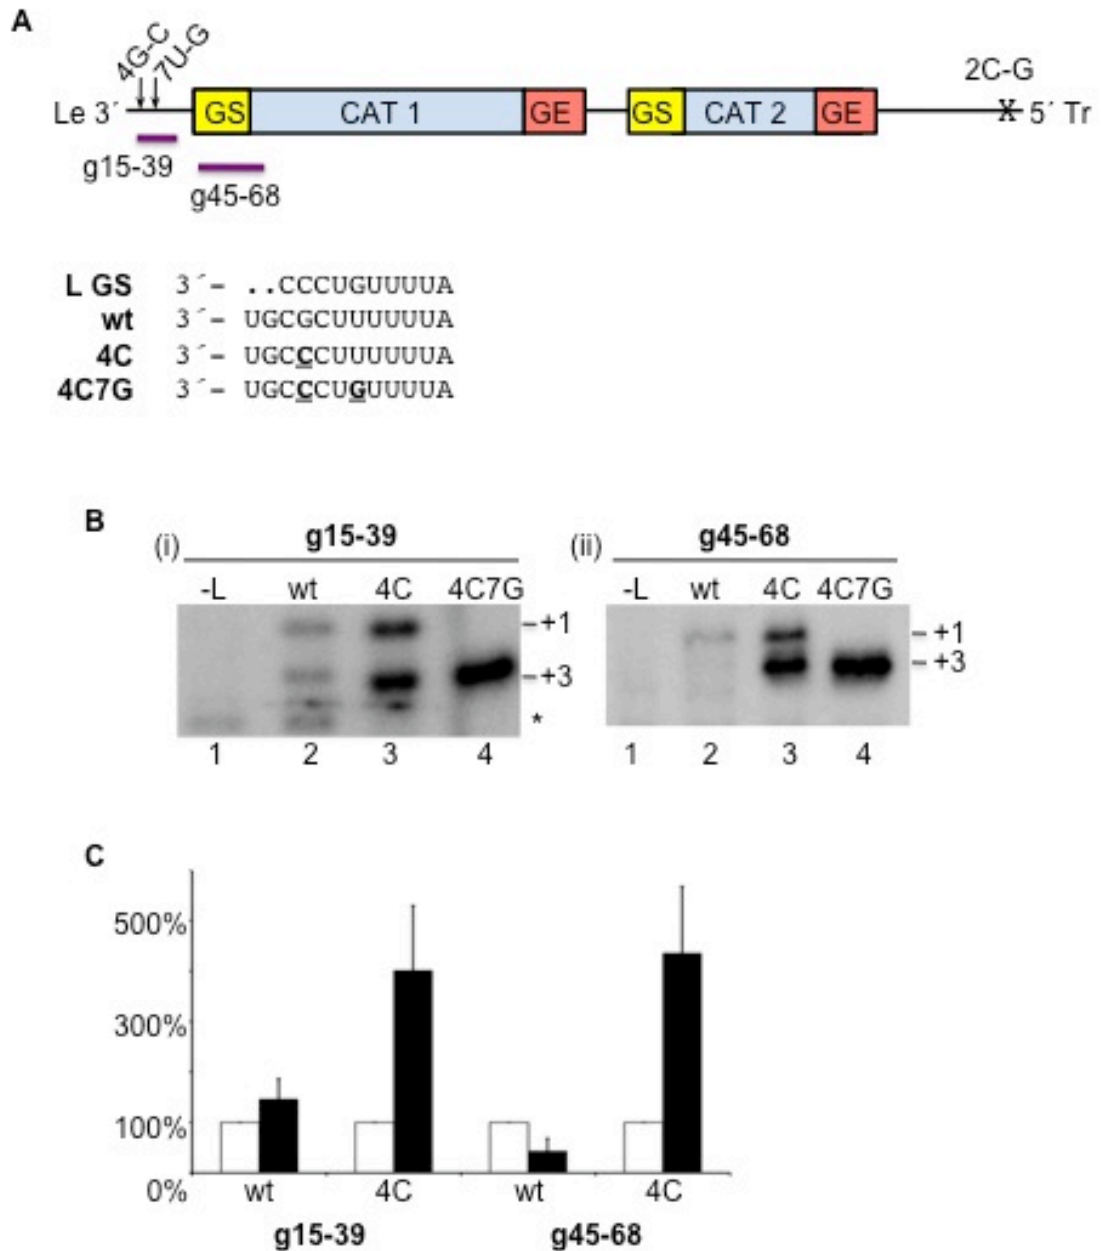 A
4G-C
7U-G
2C-G
Le 3´ GS CAT 1 GE GS CAT 2 GE X 5´ Tr
g15-39
g45-68
L GS 3´- ..CCCUGUUUUA
wt 3´- UGCGCUUUUUUA
4C 3´- UGCCCUUUUUUA
4C7G 3´- UGCCCUGUUUUA
B
(i) g15-39 (ii) g45-68
-L wt 4C 4C7G -L wt 4C 4C7G
+1 +1
+3 +3
*
1 2 3 4 1 2 3 4
C
500%
300%
100%
0%
wt 4C wt 4C
g15-39 g45-68